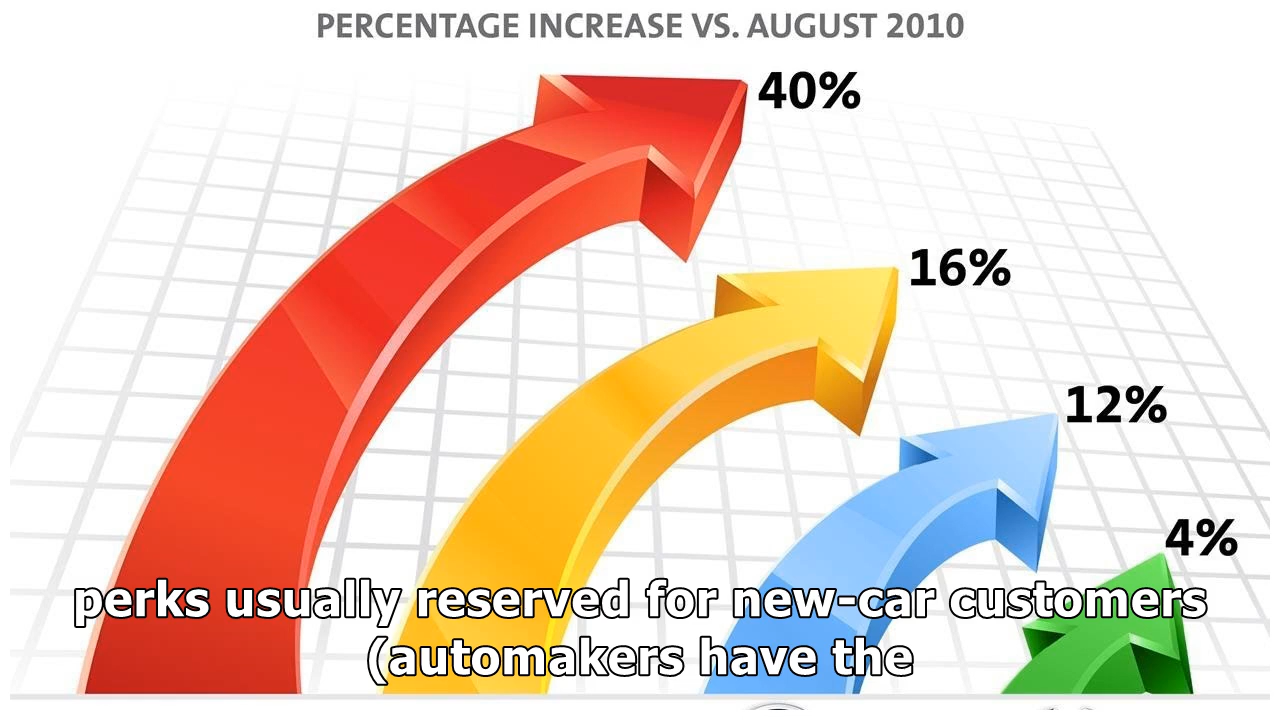 PERCENTAGE INCREASE VS. AUGUST 2010
40%
16%
12%
4%
perks usually reserved for new-car customers
(automakers have the